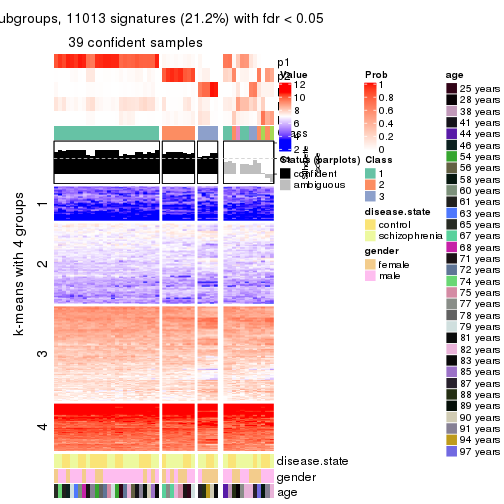 ubgroups, 11013 signatures (21.2%) with fdr < 0.05
39 confident samples
k-means with 4 groups
1
2
3
4
p1
disease.state
gender
age
Value
12
10
8
6
4
2
Status (barplots)
confident
ambiguous
Prob
1
0.8
0.6
0.4
0.2
0
Class
1
2
3
disease.state
control
schizophrenia
gender
female
male
age
25 years
28 years
38 years
41 years
44 years
46 years
54 years
56 years
58 years
60 years
61 years
63 years
65 years
67 years
68 years
71 years
72 years
74 years
75 years
77 years
78 years
79 years
81 years
82 years
83 years
85 years
87 years
88 years
89 years
90 years
91 years
94 years
97 years